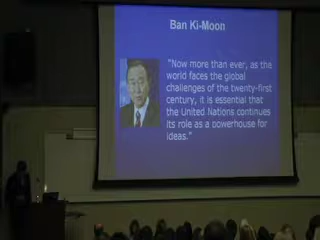 Ban Ki-Moon
"Now more than ever, as the
world faces the global
challenges of the twenty-first
century, it is essential that
the United Nations continues
its role as a powerhouse for
ideas."